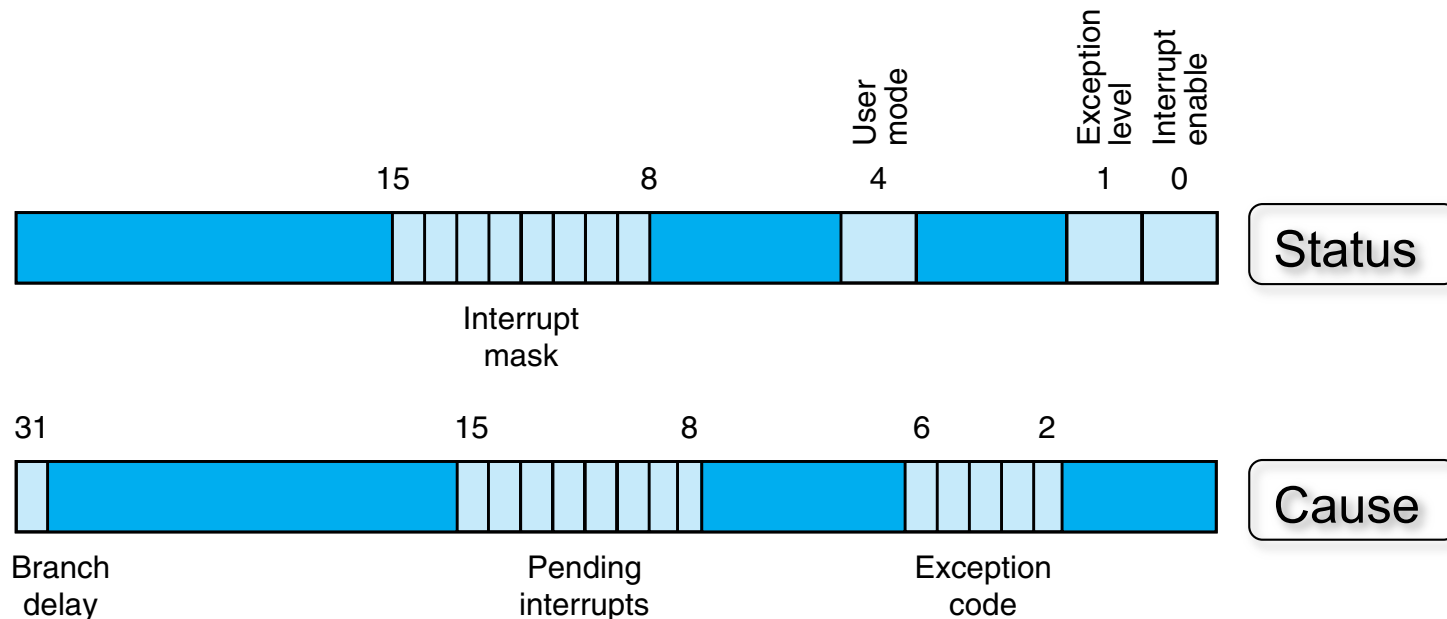 User
mode
Exception
level
Interrupt
enable
15 8 4 1 0
Status
Interrupt
mask
31 15 8 6 2
Cause
Branch
delay
Pending
interrupts
Exception
code